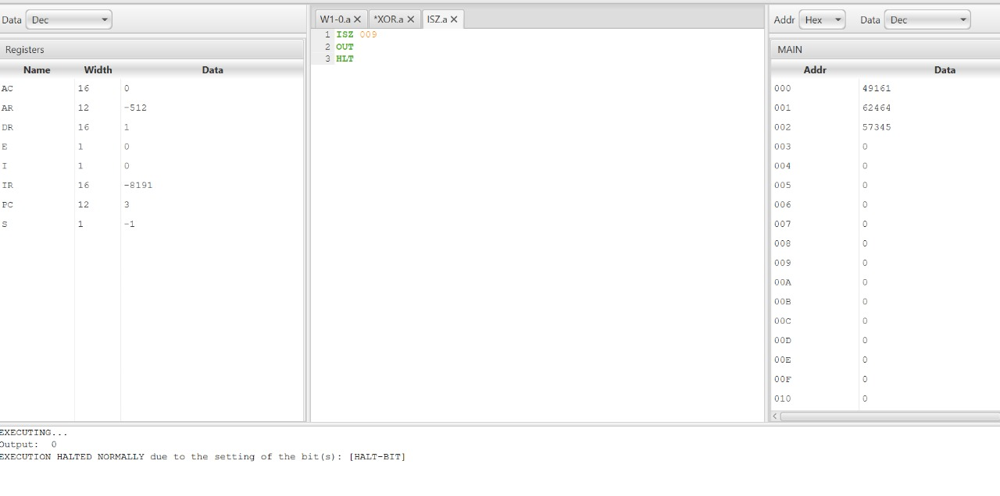 Data Dec
Registers
Name Width Data
AC 16 0
AR 12 -512
DR 16 1
E 1 0
I 1 0
IR 16 -8191
PC 12 3
S 1 -1
W1-0.a *XOR.a ISZ.a
1 ISZ 009
2 OUT
3 HLT
Addr Hex Data Dec
MAIN
Addr Data
000 49161
001 62464
002 57345
003 0
004 0
005 0
006 0
007 0
008 0
009 0
00A 0
00B 0
00C 0
00D 0
00E 0
00F 0
010 0
EXECUTING...
Output: 0
EXECUTION HALTED NORMALLY due to the setting of the bit(s): [HALT-BIT]